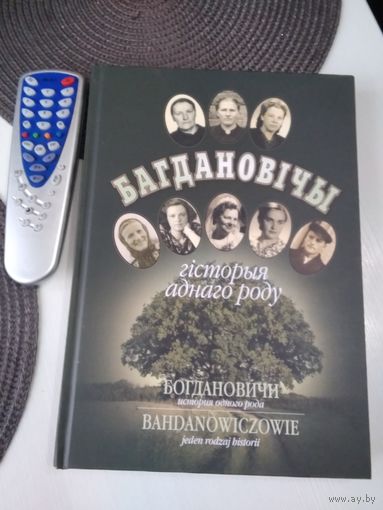 БАГДАНОВІЧЫ
гісторыя
аднаго роду
БОГДАНОВИЧИ
история одного рода
BAHDANOWICZOWIE
jeden rodzaj historii
www.ay.by